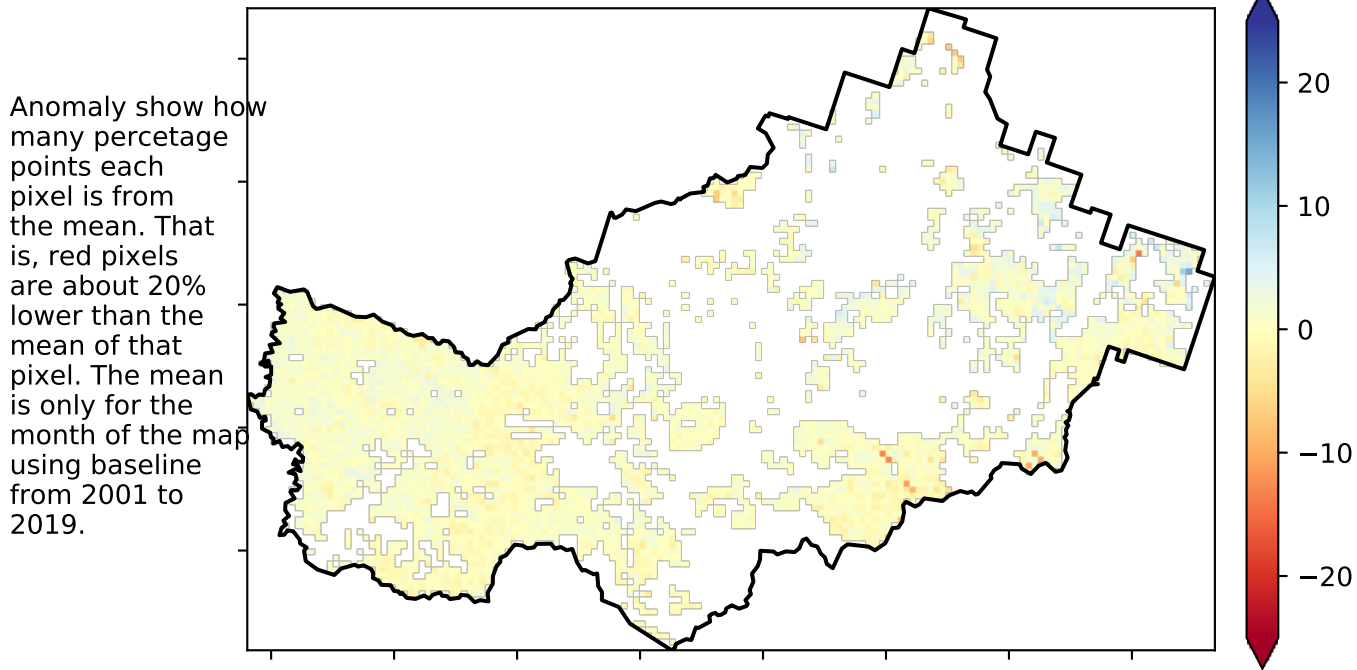 Anomaly show how
many percetage
points each
pixel is from
the mean. That
is, red pixels
are about 20%
lower than the
mean of that
pixel. The mean
is only for the
month of the map
using baseline
from 2001 to
2019.
20
10
0
−10
−20